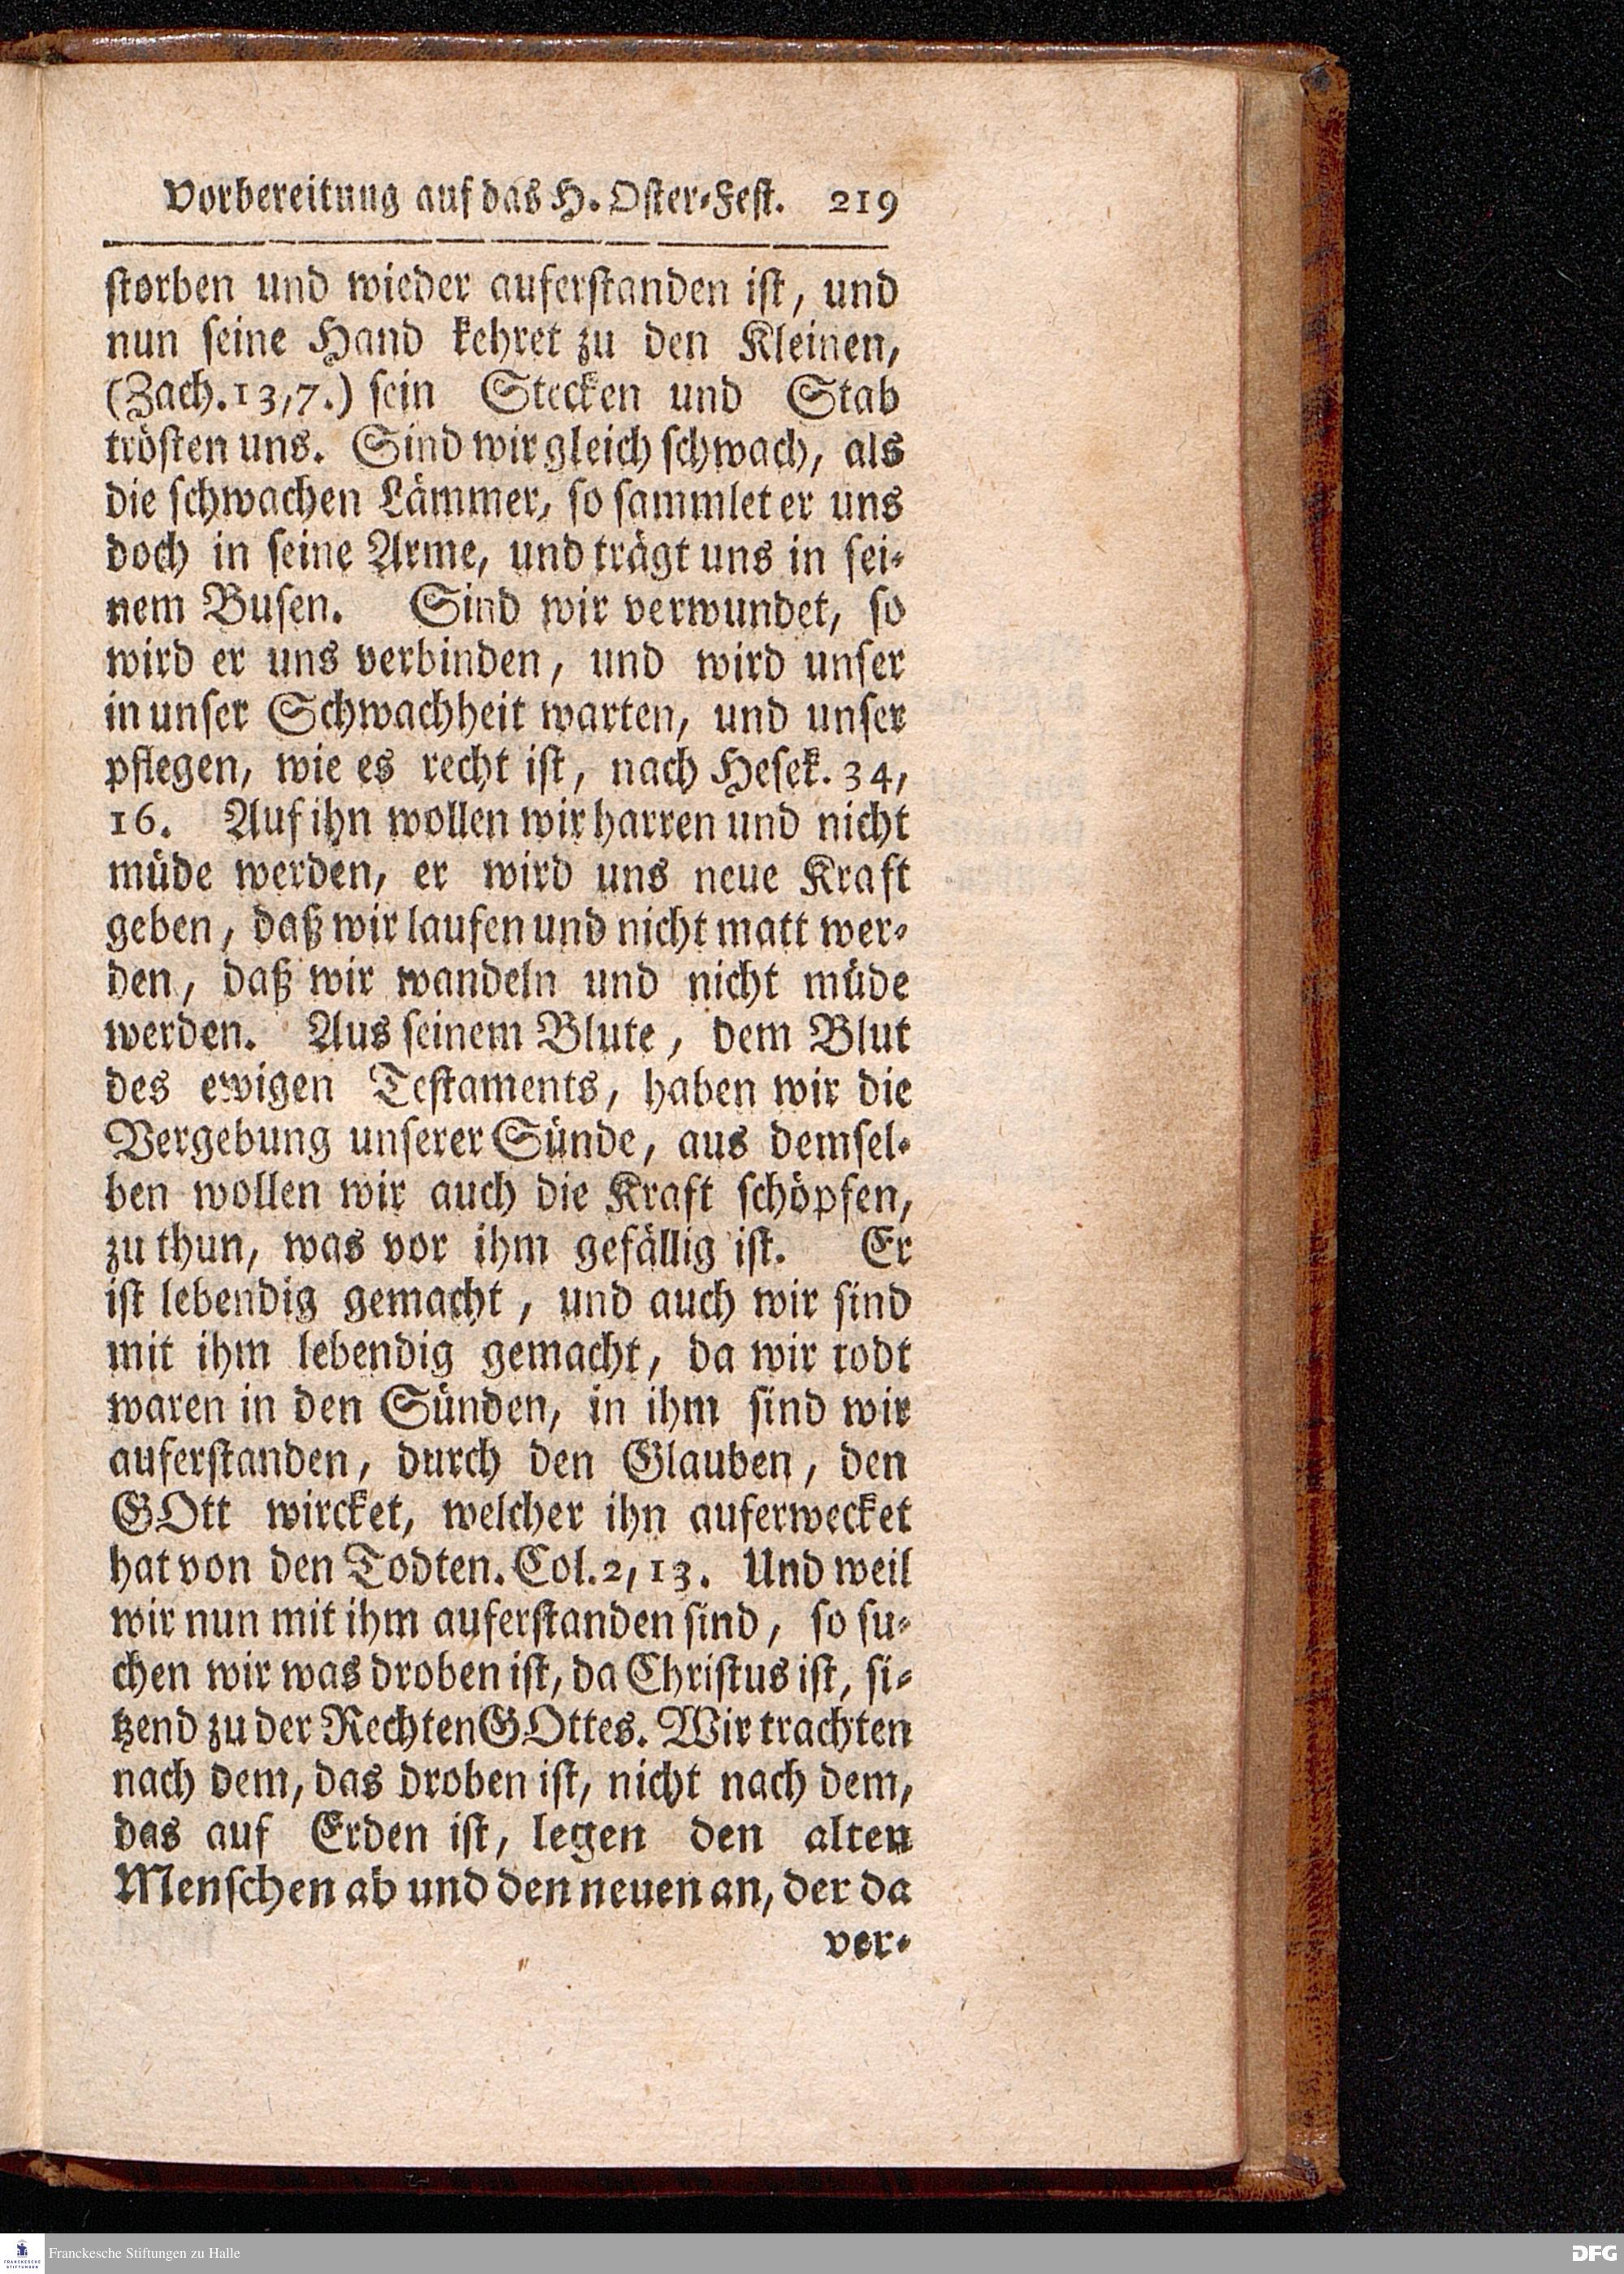 Vorbereitung auf das H. Oster-Fest. 219
storben und wieder auferstanden ist, und
nun seine Hand kehret zu den Kleinen,
(Zach. 13,7.) sein Stecken und Stab
trösten uns. Sind wir gleich schwach, als
die schwachen Lämmer, so sammlet er uns
doch in seine Arme, und trägt uns in sei-
nem Busen. Sind wir verwundet, so
wird er uns verbinden, und wird unser
in unser Schwachheit warten, und unser
pflegen, wie es recht ist, nach Hesek. 34,
16. Auf ihn wollen wir harren und nicht
müde werden, er wird uns neue Kraft
geben, daß wir laufen und nicht matt wer-
den, daß wir wandeln und nicht müde
werden. Aus seinem Blute, dem Blut
des ewigen Testaments, haben wir die
Vergebung unserer Sünde, aus demsel-
ben wollen wir auch die Kraft schöpfen,
zu thun, was vor ihm gefällig ist. Er
ist lebendig gemacht, und auch wir sind
mit ihm lebendig gemacht, da wir todt
waren in den Sünden, in ihm sind wir
auferstanden, durch den Glauben, den
GOtt wircket, welcher ihn auferwecket
hat von den Todten. Col. 2, 13. Und weil
wir nun mit ihm auferstanden sind, so su-
chen wir was droben ist, da Christus ist, si-
tzend zu der Rechten GOttes. Wir trachten
nach dem, das droben ist, nicht nach dem,
das auf Erden ist, legen den alten
Menschen ab und den neuen an, der da
ver-
FRANCKESCHE
STIFTUNGEN
Franckesche Stiftungen zu Halle
DFG